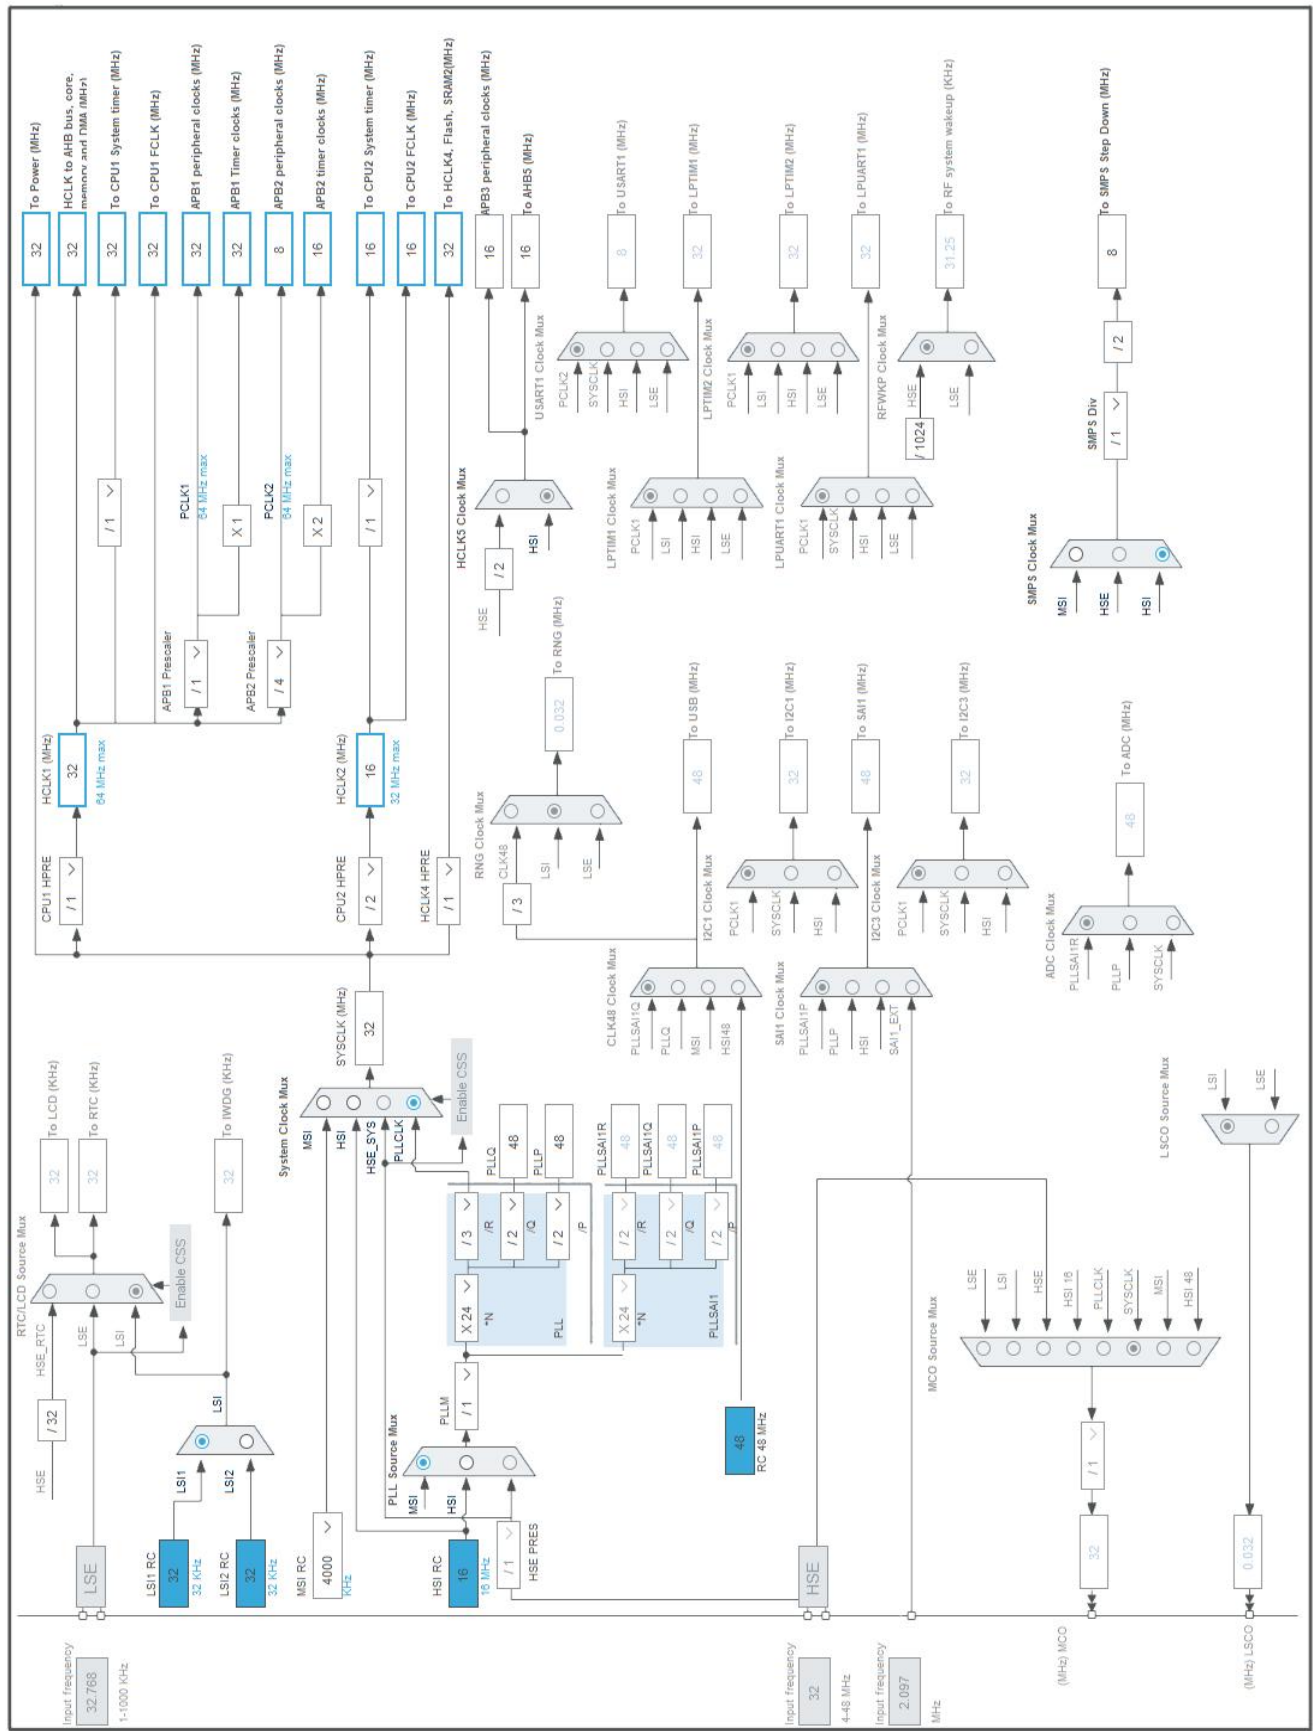 Input frequency
32.768
1-1000 KHz
LSE
HSE
/ 32
HSE_RTC
LSE
LSI
RTC/LCD Source Mux
Enable CSS
32
To LCD (KHz)
32
To RTC (KHz)
LSI1 RC
32
32 KHz
LSI1
LSI2 RC
32
32 KHz
LSI2
LSI
32
To IWDG (KHz)
MSI RC
4000
KHz
HSI RC
16
16 MHz
HSE PRES
/ 1
PLL Source Mux
MSI
HSI
PLLM
/ 1
X 24
*N
PLL
/ 3
/R
/ 2
/Q
/ 2
/P
PLLQ
48
PLLP
48
X 24
*N
PLLSAI1
/ 2
/R
/ 2
/Q
/ 2
/P
PLLSAI1R
48
PLLSAI1Q
48
PLLSAI1P
48
System Clock Mux
MSI
HSI
HSE_SYS
PLLCLK
Enable CSS
SYSCLK (MHz)
32
CPU1 HPRE
/ 1
HCLK1 (MHz)
32
64 MHz max
CPU2 HPRE
/ 2
HCLK2 (MHz)
16
32 MHz max
HCLK4 HPRE
/ 1
/ 1
APB1 Prescaler
/ 1
PCLK1
64 MHz max
X 1
APB2 Prescaler
/ 4
PCLK2
64 MHz max
X 2
/ 1
32
To Power (MHz)
32
HCLK to AHB bus, core,
memory and DMA (MHz)
32
To CPU1 System timer (MHz)
32
To CPU1 FCLK (MHz)
32
APB1 peripheral clocks (MHz)
32
APB1 Timer clocks (MHz)
8
APB2 peripheral clocks (MHz)
16
APB2 timer clocks (MHz)
16
To CPU2 System timer (MHz)
16
To CPU2 FCLK (MHz)
32
To HCLK4, Flash, SRAM2(MHz)
16
APB3 peripheral clocks (MHz)
16
To AHB5 (MHz)
HCLK5 Clock Mux
HSE
/ 2
HSI
RNG Clock Mux
/ 3
CLK48
LSI
LSE
0.032
To RNG (MHz)
USART1 Clock Mux
PCLK2
SYSCLK
HSI
LSE
8
To USART1 (MHz)
RC 48 MHz
48
CLK48 Clock Mux
PLLSAI1Q
PLLQ
MSI
HSI48
48
To USB (MHz)
LPTIM1 Clock Mux
PCLK1
LSI
HSI
LSE
32
To LPTIM1 (MHz)
I2C1 Clock Mux
PCLK1
SYSCLK
HSI
32
To I2C1 (MHz)
LPTIM2 Clock Mux
PCLK1
LSI
HSI
LSE
32
To LPTIM2 (MHz)
Input frequency
32
4-48 MHz
HSE
SAI1 Clock Mux
PLLSAI1P
PLLP
HSI
SAI1_EXT
48
To SAI1 (MHz)
LPUART1 Clock Mux
PCLK1
SYSCLK
HSI
LSE
32
To LPUART1 (MHz)
Input frequency
2.097
MHz
I2C3 Clock Mux
PCLK1
SYSCLK
HSI
32
To I2C3 (MHz)
RFWKP Clock Mux
/ 1024
HSE
LSE
31.25
To RF system wakeup (KHz)
MCO Source Mux
LSE
LSI
HSE
HSI 16
PLLCLK
SYSCLK
MSI
HSI 48
/ 1
32
(MHz) MCO
ADC Clock Mux
PLLSAI1R
PLLP
SYSCLK
48
To ADC (MHz)
SMPS Clock Mux
MSI
HSE
HSI
SMPS Div
/ 1
/ 2
8
To SMPS Step Down (MHz)
LSCO Source Mux
LSI
LSE
0.032
(MHz) LSCO